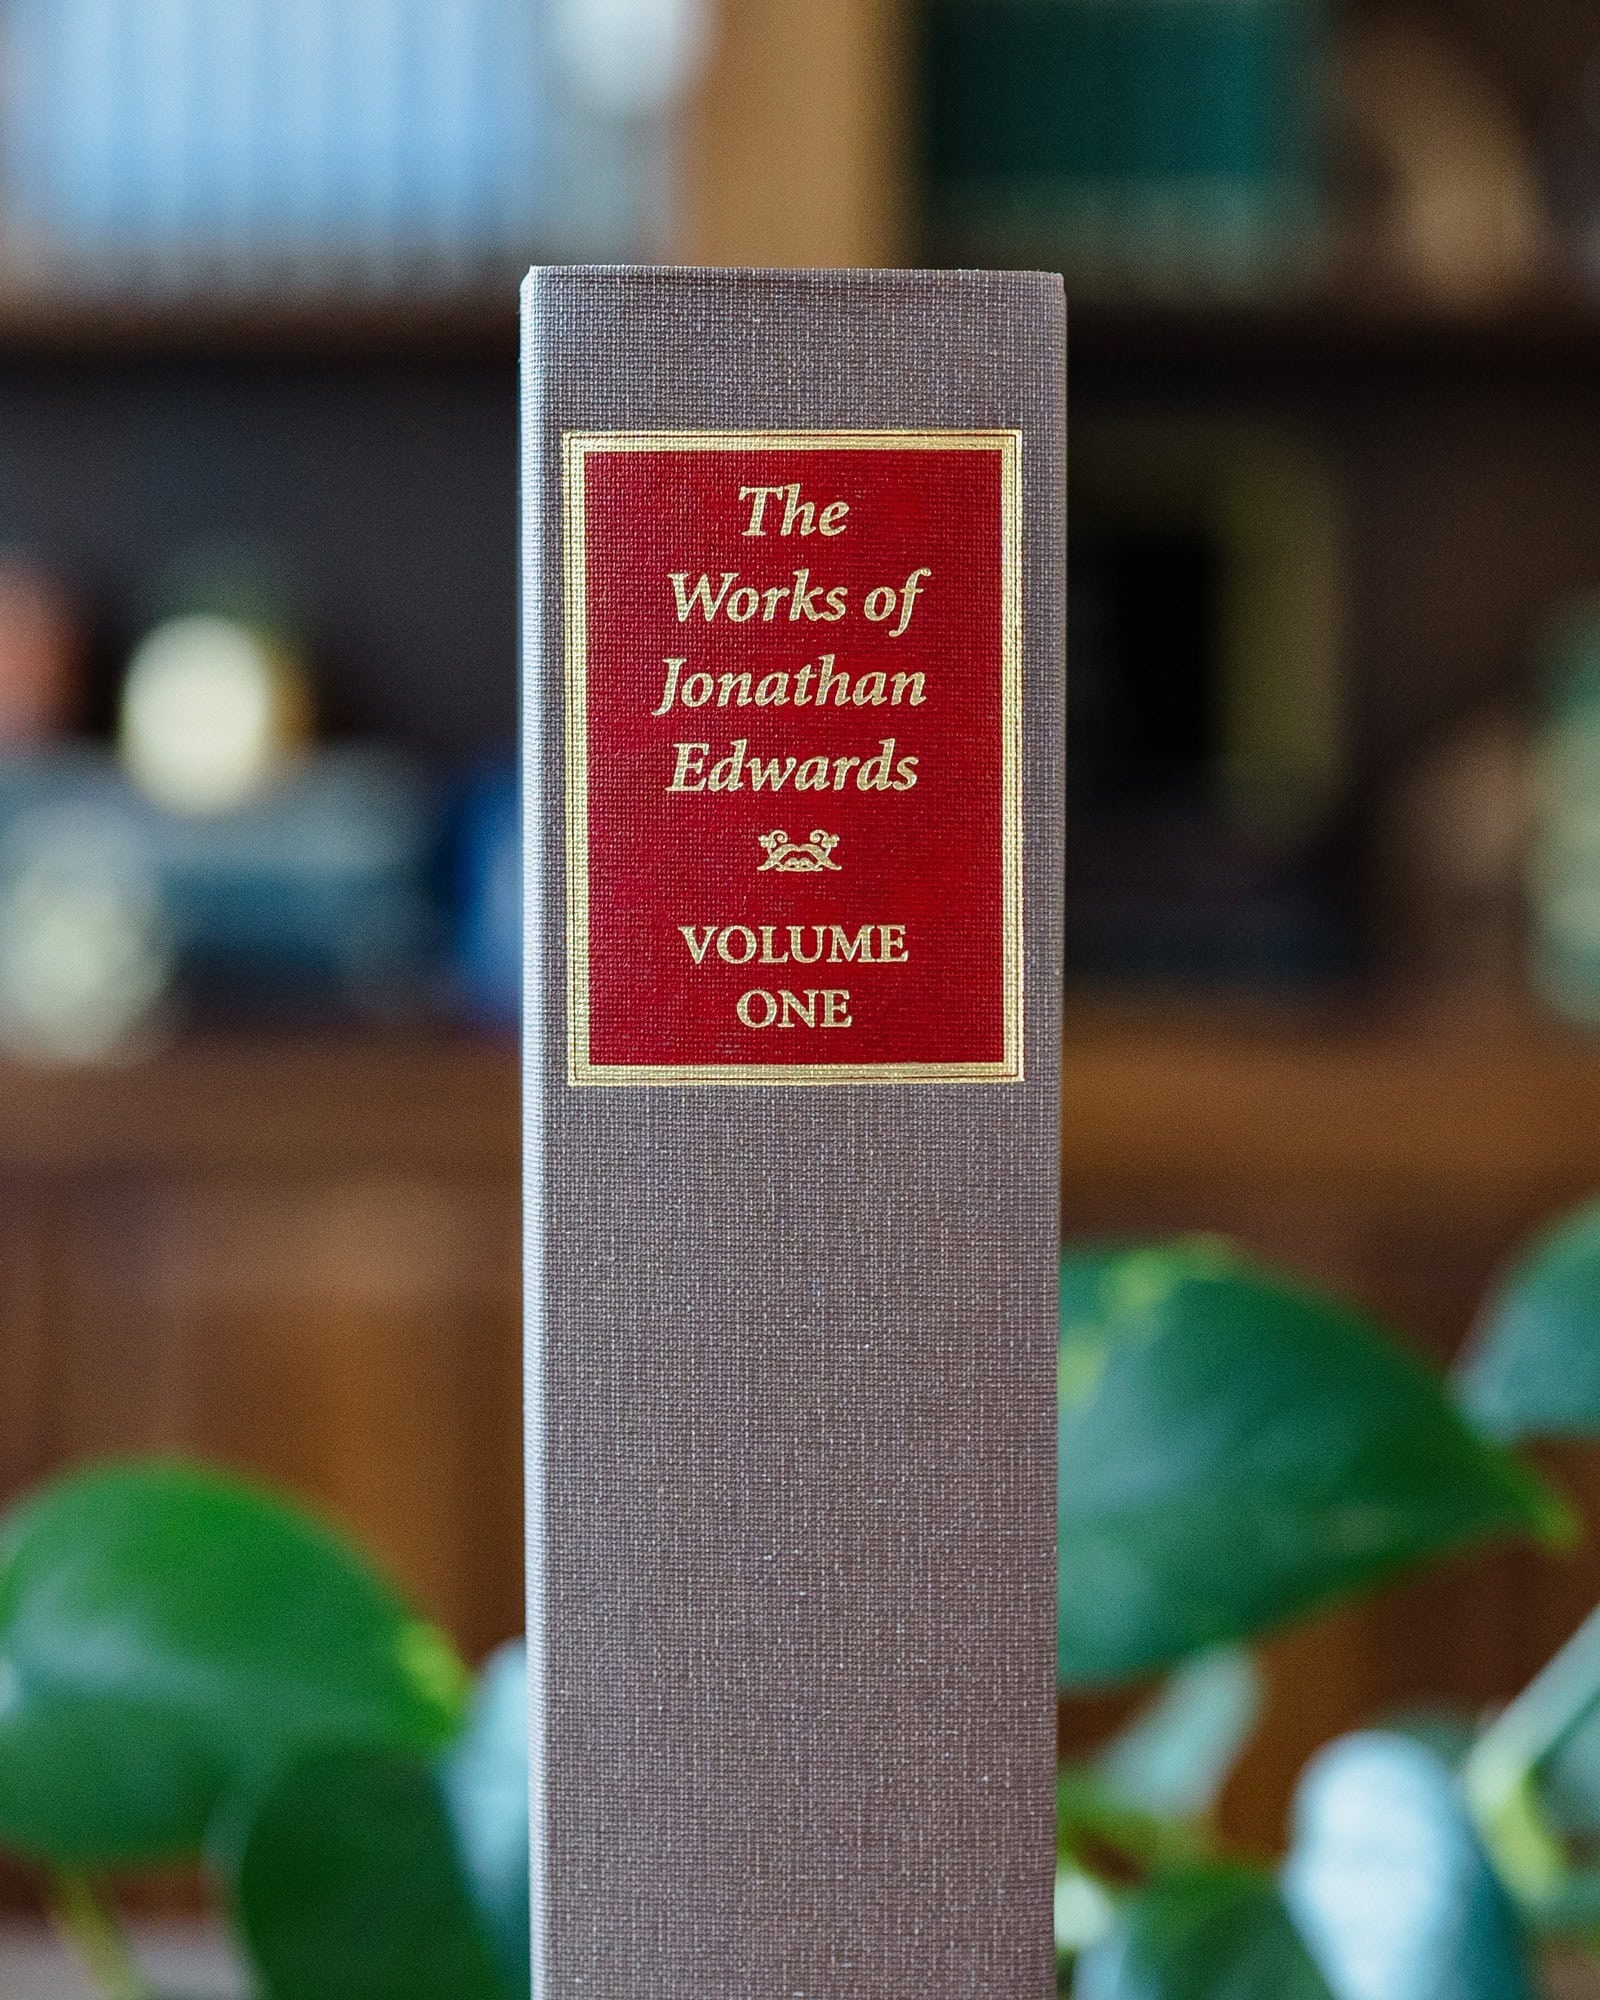 The
Works of
Jonathan
Edwards
VOLUME
ONE